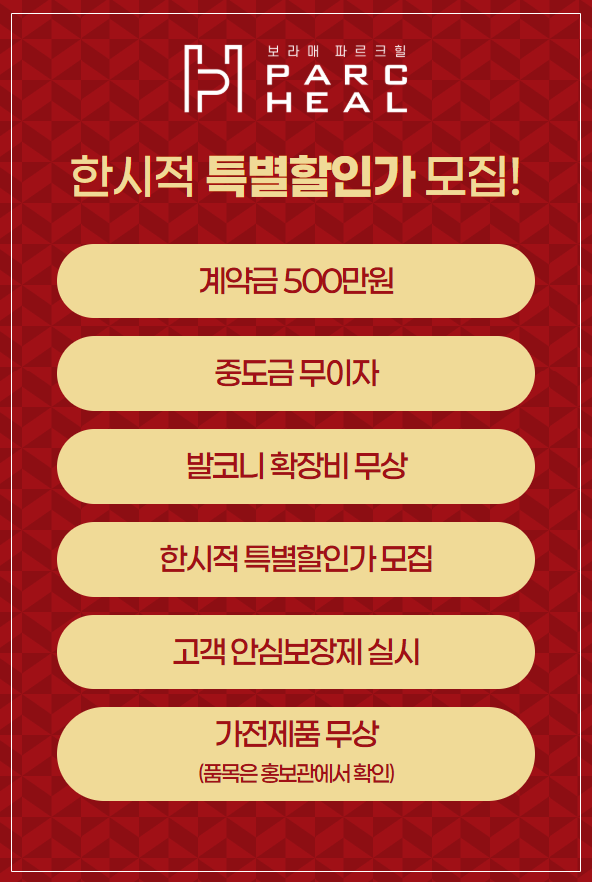 보라매 파르크힐
PARC
HEAL
한시적 특별할인가 모집!
계약금 500만원
중도금 무이자
발코니 확장비 무상
한시적 특별할인가 모집
고객 안심보장제 실시
가전제품 무상
(품목은 홍보관에서 확인)